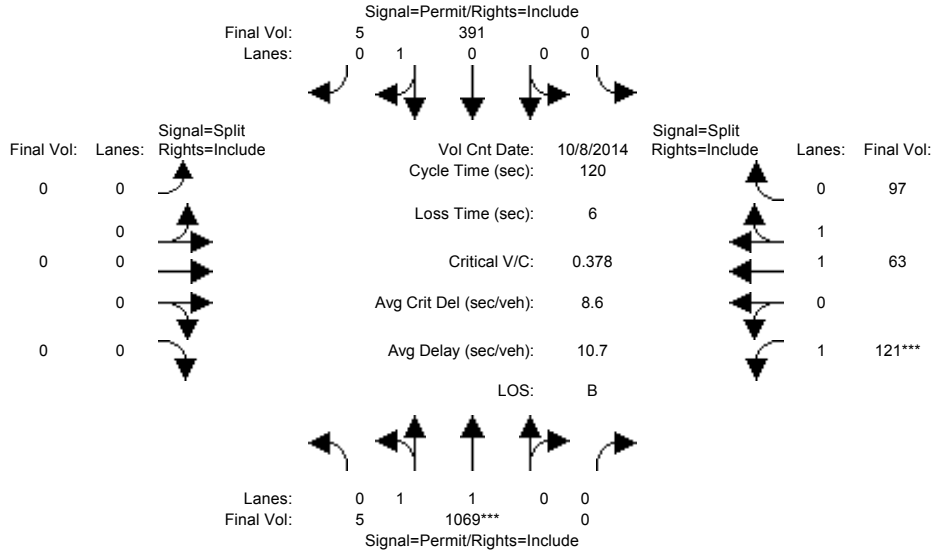 Signal=Permit/Rights=Include
Final Vol: 5 391 0
Lanes: 0 1 0 0 0
Signal=Split Signal=Split
Final Vol: Lanes: Rights=Include Vol Cnt Date: 10/8/2014 Rights=Include Lanes: Final Vol:
Cycle Time (sec): 120
0 0 0 97
Loss Time (sec): 6
0 1
0 0 Critical V/C: 0.378 1 63
0 Avg Crit Del (sec/veh): 8.6 0
0 0 Avg Delay (sec/veh): 10.7 1 121***
LOS: B
Lanes: 0 1 1 0 0
Final Vol: 5 1069*** 0
Signal=Permit/Rights=Include